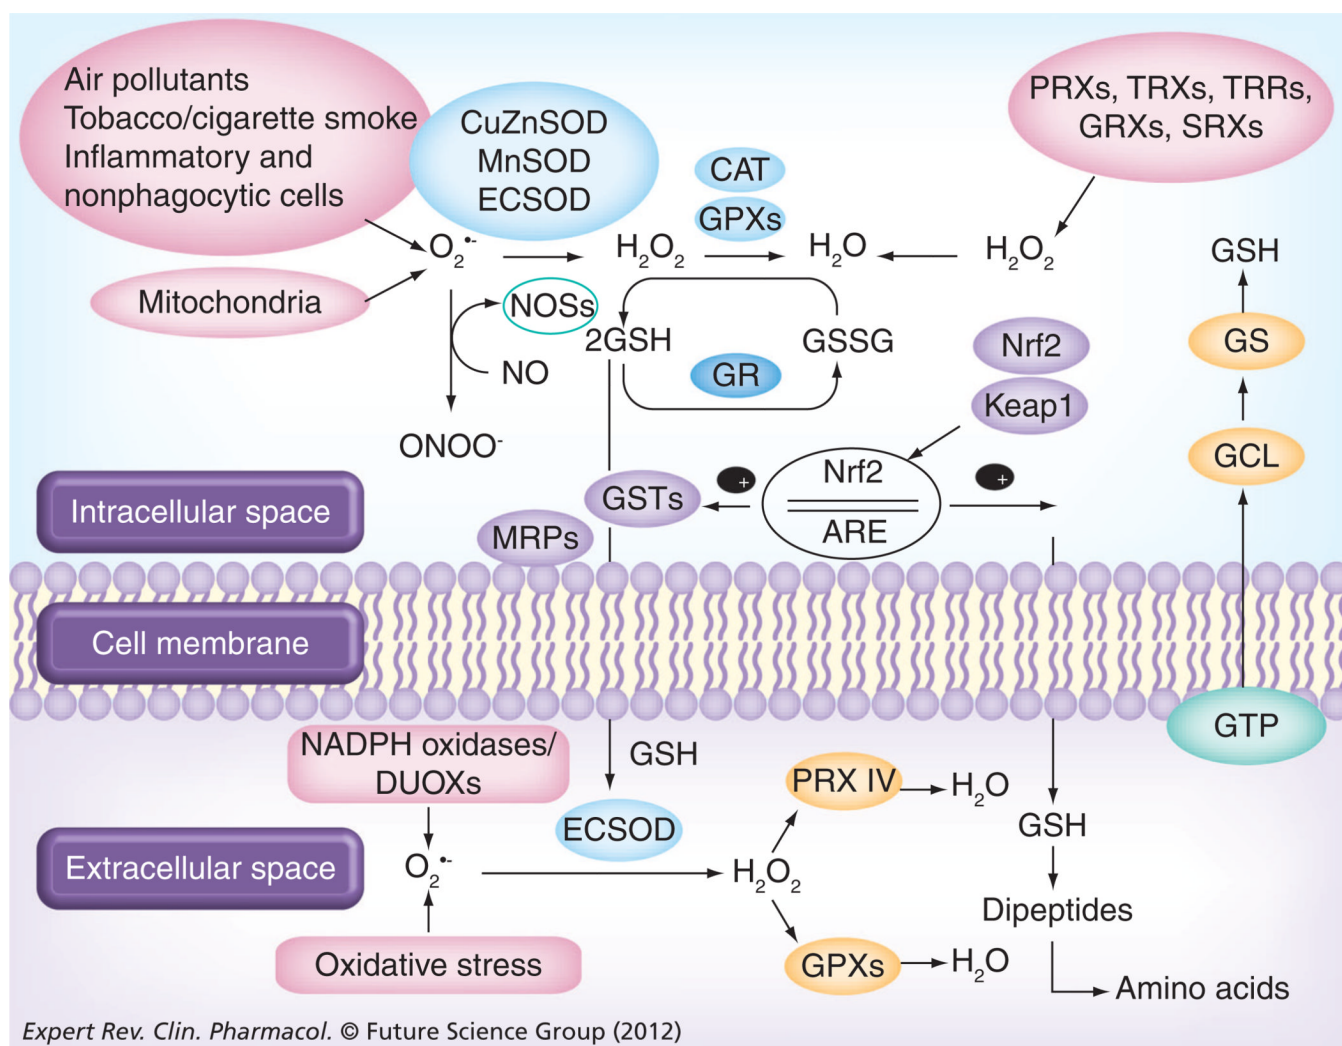 Air pollutants
Tobacco/cigarette smoke
Inflammatory and
nonphagocytic cells
CuZnSOD
MnSOD
ECSOD
CAT
GPXs
PRXs, TRXs, TRRs,
GRXs, SRXs
O₂•-
H₂O₂
H₂O
H₂O₂
GSH
Mitochondria
NOSs
2GSH
GSSG
Nrf2
GS
NO
GR
Keap1
ONOO-
GCL
Intracellular space
GSTs
+
Nrf2
+
ARE
MRPs
Cell membrane
GTP
NADPH oxidases/
DUOXs
GSH
PRX IV
H₂O
ECSOD
GSH
Extracellular space
O₂•-
H₂O₂
Dipeptides
Oxidative stress
GPXs
H₂O
Amino acids
Expert Rev. Clin. Pharmacol. © Future Science Group (2012)